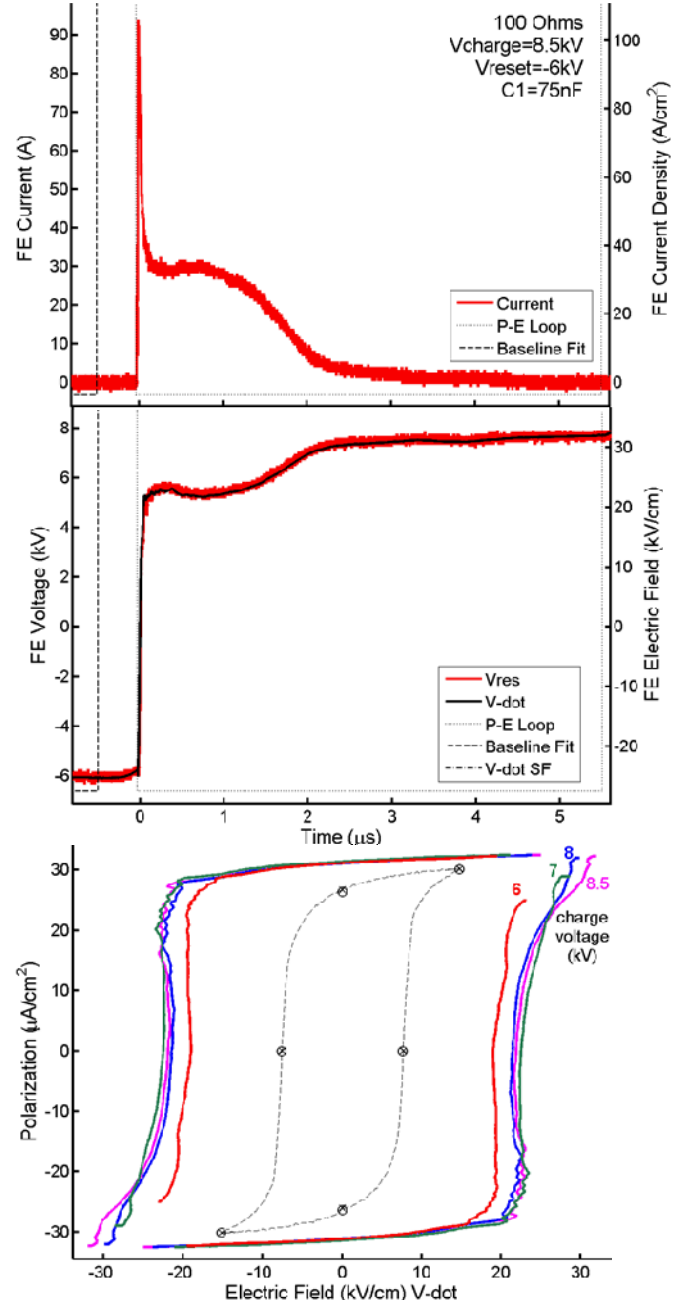 100 Ohms
Vcharge=8.5kV
Vreset=-6kV
C1=75nF
FE Current (A)
90
80
70
60
50
40
30
20
10
0
FE Current Density (A/cm²)
100
80
60
40
20
0
Current
P-E Loop
Baseline Fit
FE Voltage (kV)
8
6
4
2
0
-2
-4
-6
FE Electric Field (kV/cm)
30
20
10
0
-10
-20
Vres
V-dot
P-E Loop
Baseline Fit
V-dot SF
0 1 2 3 4 5
Time (μs)
Polarization (μA/cm²)
30
20
10
0
-10
-20
-30
6
7
8
8.5
charge
voltage
(kV)
-30 -20 -10 0 10 20 30
Electric Field (kV/cm) V-dot